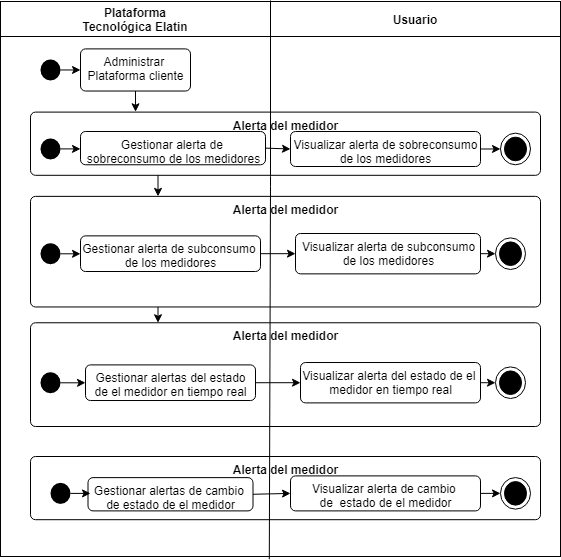 Plataforma
Tecnológica Elatin
Usuario
Administrar
Plataforma cliente
Alerta del medidor
Gestionar alerta de
sobreconsumo de los medidores
Visualizar alerta de sobreconsumo
de los medidores
Alerta del medidor
Gestionar alerta de subconsumo
de los medidores
Visualizar alerta de subconsumo
de los medidores
Alerta del medidor
Gestionar alertas del estado
de el medidor en tiempo real
Visualizar alerta del estado de el
medidor en tiempo real
Alerta del medidor
Gestionar alertas de cambio
de estado de el medidor
Visualizar alerta de cambio
de estado de el medidor